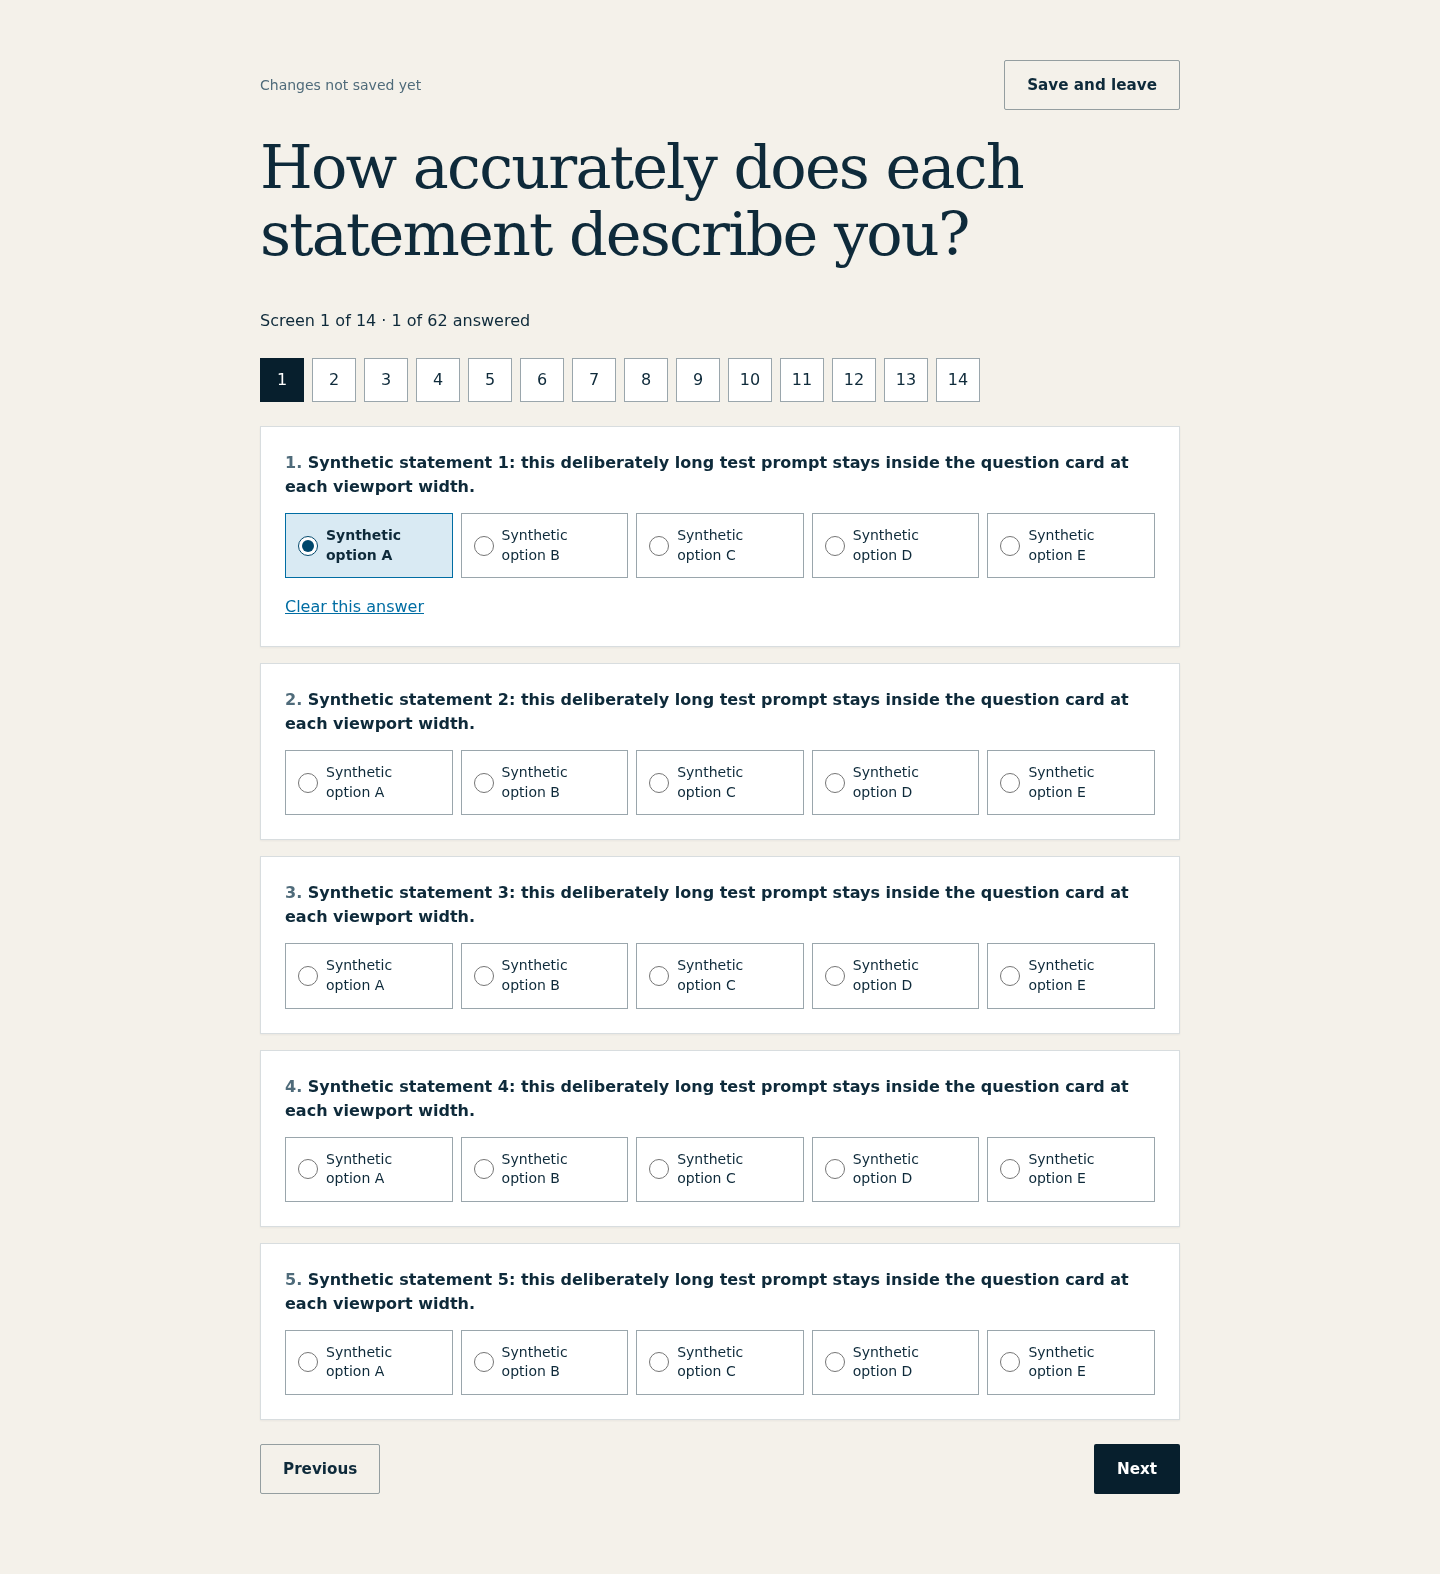 Changes not saved yet
Save and leave
How accurately does each
statement describe you?
Screen 1 of 14 · 1 of 62 answered
1 2 3 4 5 6 7 8 9 10 11 12 13 14
1. Synthetic statement 1: this deliberately long test prompt stays inside the question card at
each viewport width.
Synthetic option A
Synthetic option B
Synthetic option C
Synthetic option D
Synthetic option E
Clear this answer
2. Synthetic statement 2: this deliberately long test prompt stays inside the question card at
each viewport width.
Synthetic option A
Synthetic option B
Synthetic option C
Synthetic option D
Synthetic option E
3. Synthetic statement 3: this deliberately long test prompt stays inside the question card at
each viewport width.
Synthetic option A
Synthetic option B
Synthetic option C
Synthetic option D
Synthetic option E
4. Synthetic statement 4: this deliberately long test prompt stays inside the question card at
each viewport width.
Synthetic option A
Synthetic option B
Synthetic option C
Synthetic option D
Synthetic option E
5. Synthetic statement 5: this deliberately long test prompt stays inside the question card at
each viewport width.
Synthetic option A
Synthetic option B
Synthetic option C
Synthetic option D
Synthetic option E
Previous
Next